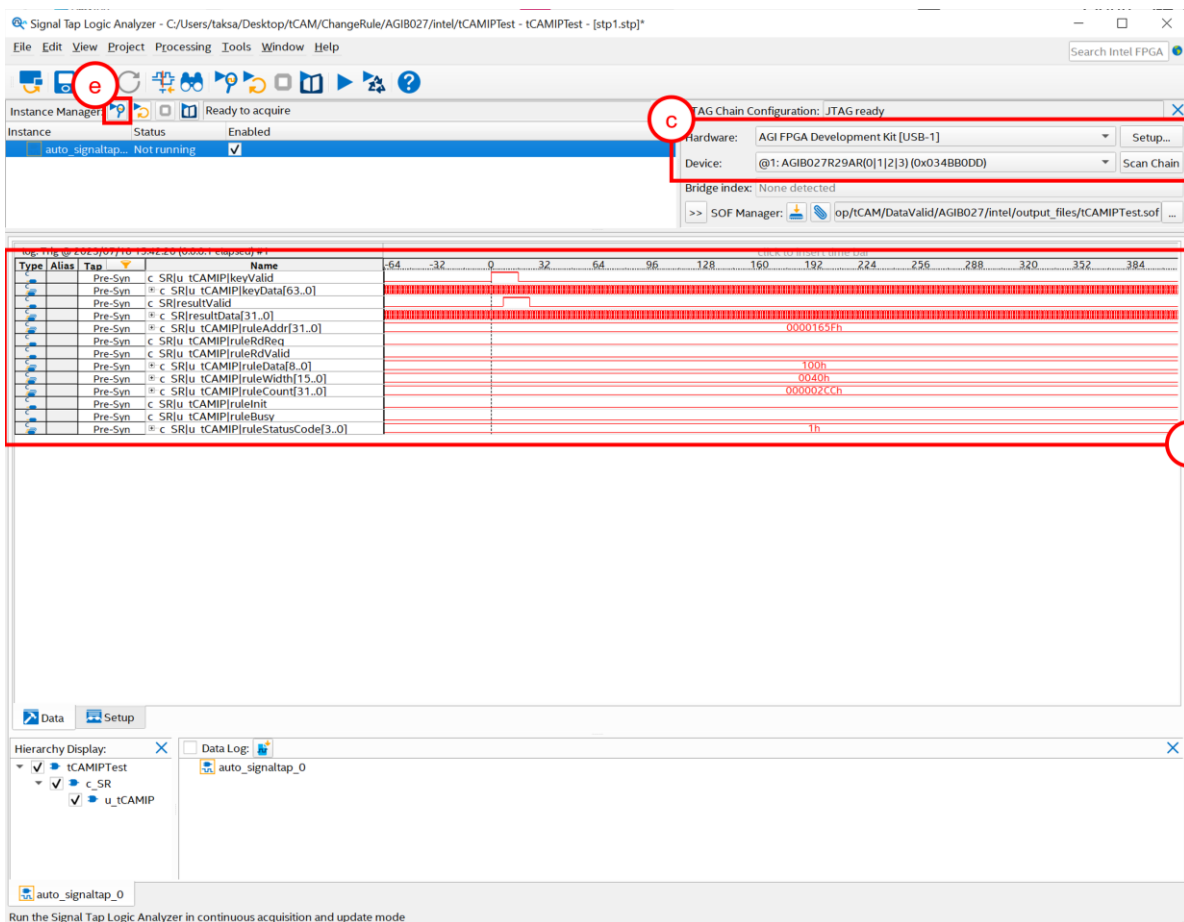 Signal Tap Logic Analyzer - C:/Users/taksa/Desktop/tCAM/ChangeRule/AGIB027/intel/tCAMIPTest - tCAMIPTest - [stp1.stp]*
File Edit View Project Processing Tools Window Help
Search Intel FPGA
e
Instance Manager: Ready to acquire
TAG Chain Configuration: JTAG ready
c
Instance Status Enabled
auto_signaltap... Not running
Hardware: AGI FPGA Development Kit [USB-1] Setup...
Device: @1: AGIB027R29AR(0|1|2|3) (0x034BB0DD) Scan Chain
Bridge index: None detected
>> SOF Manager: op/tCAM/DataValid/AGIB027/intel/output_files/tCAMIPTest.sof ...
log: Trig @ 2023/07/18 #1
click to insert time bar
Type Alias Tap Name -64 -32 0 32 64 96 128 160 192 224 256 288 320 352 384
Pre-Syn c_SR|u_tCAMIP|keyValid
Pre-Syn c_SR|u_tCAMIP|keyData[63..0]
Pre-Syn c_SR|resultValid
Pre-Syn c_SR|resultData[31..0]
Pre-Syn c_SR|u_tCAMIP|ruleAddr[31..0] 0000165Fh
Pre-Syn c_SR|u_tCAMIP|ruleRdReq
Pre-Syn c_SR|u_tCAMIP|ruleRdValid
Pre-Syn c_SR|u_tCAMIP|ruleData[8..0] 100h
Pre-Syn c_SR|u_tCAMIP|ruleWidth[15..0] 0040h
Pre-Syn c_SR|u_tCAMIP|ruleCount[31..0] 000002CCh
Pre-Syn c_SR|u_tCAMIP|ruleInit
Pre-Syn c_SR|u_tCAMIP|ruleBusy
Pre-Syn c_SR|u_tCAMIP|ruleStatusCode[3..0] 1h
Data Setup
Hierarchy Display: Data Log:
tCAMIPTest auto_signaltap_0
c_SR
u_tCAMIP
auto_signaltap_0
Run the Signal Tap Logic Analyzer in continuous acquisition and update mode